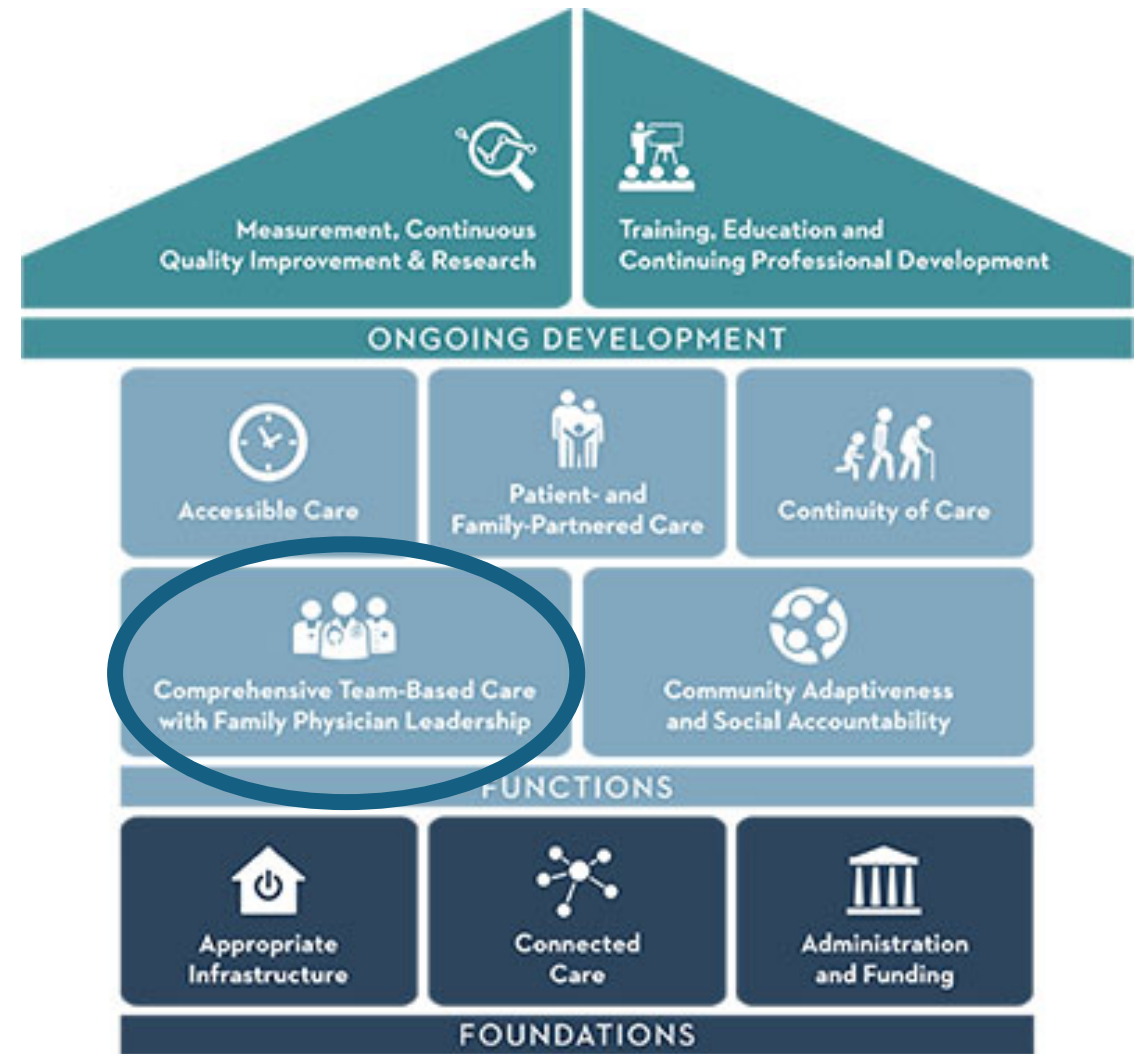 Measurement, Continuous
Quality Improvement & Research
Training, Education and
Continuing Professional Development
ONGOING DEVELOPMENT
Accessible Care
Patient- and
Family-Partnered Care
Continuity of Care
Comprehensive Team-Based Care
with Family Physician Leadership
Community Adaptiveness
and Social Accountability
FUNCTIONS
Appropriate
Infrastructure
Connected
Care
Administration
and Funding
FOUNDATIONS